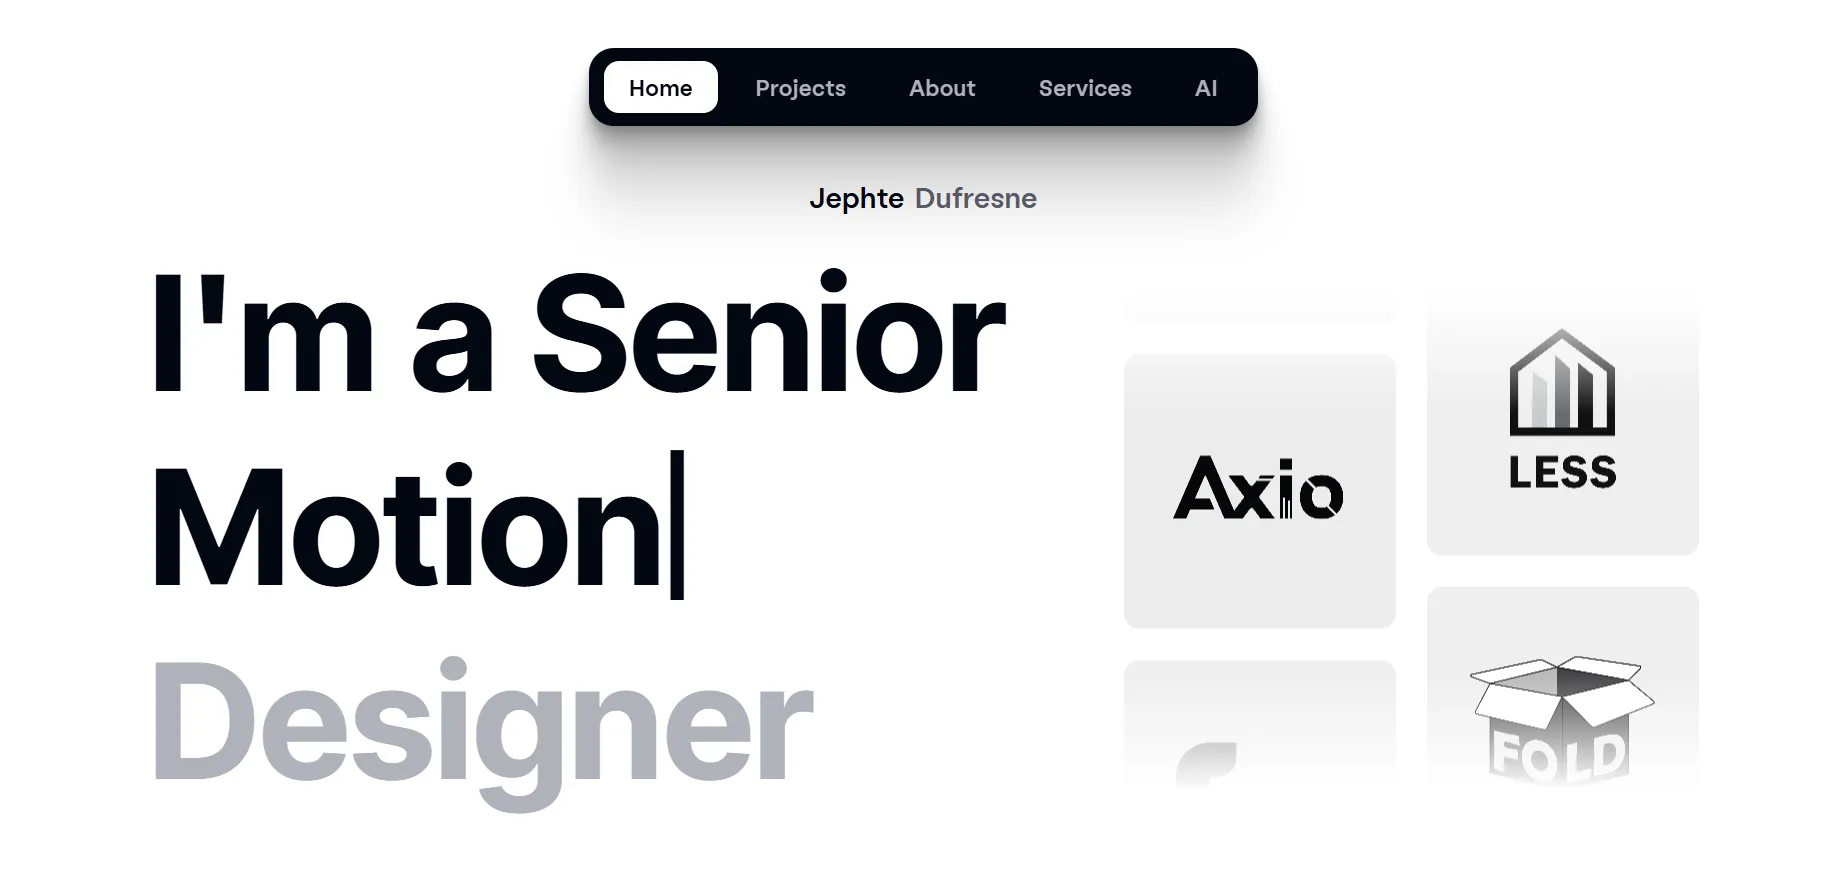 Home Projects About Services AI
Jephte Dufresne
I'm a Senior
Motion
Designer
Axio
LESS
FOLD